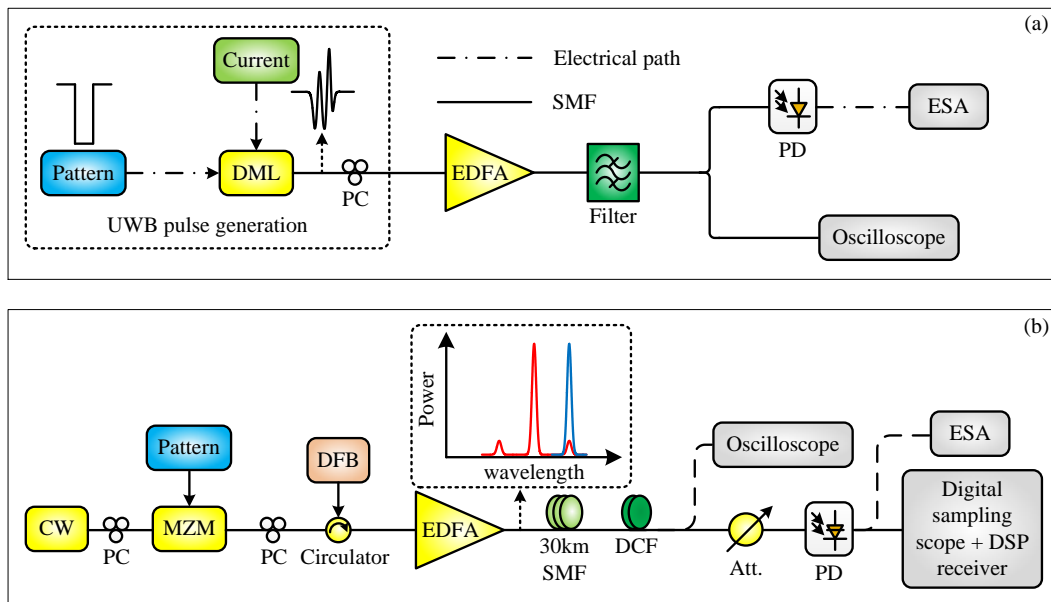 (a)
Current
Electrical path
SMF
ESA
PD
Pattern
DML
PC
EDFA
Filter
UWB pulse generation
Oscilloscope
(b)
Power
wavelength
Pattern
DFB
Oscilloscope
ESA
CW
PC
MZM
PC
Circulator
EDFA
30km
SMF
DCF
Att.
PD
Digital
sampling
scope + DSP
receiver